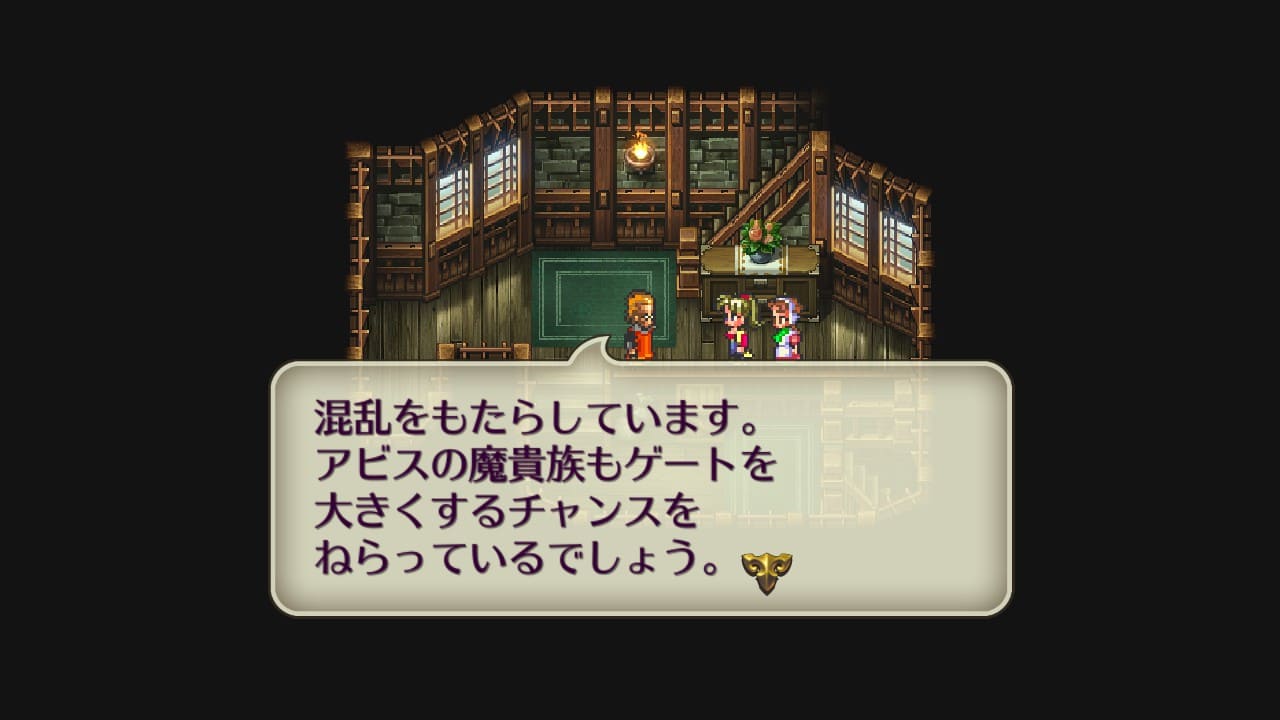 混乱をもたらしています。
アビスの魔貴族もゲートを
大きくするチャンスを
ねらっているでしょう。